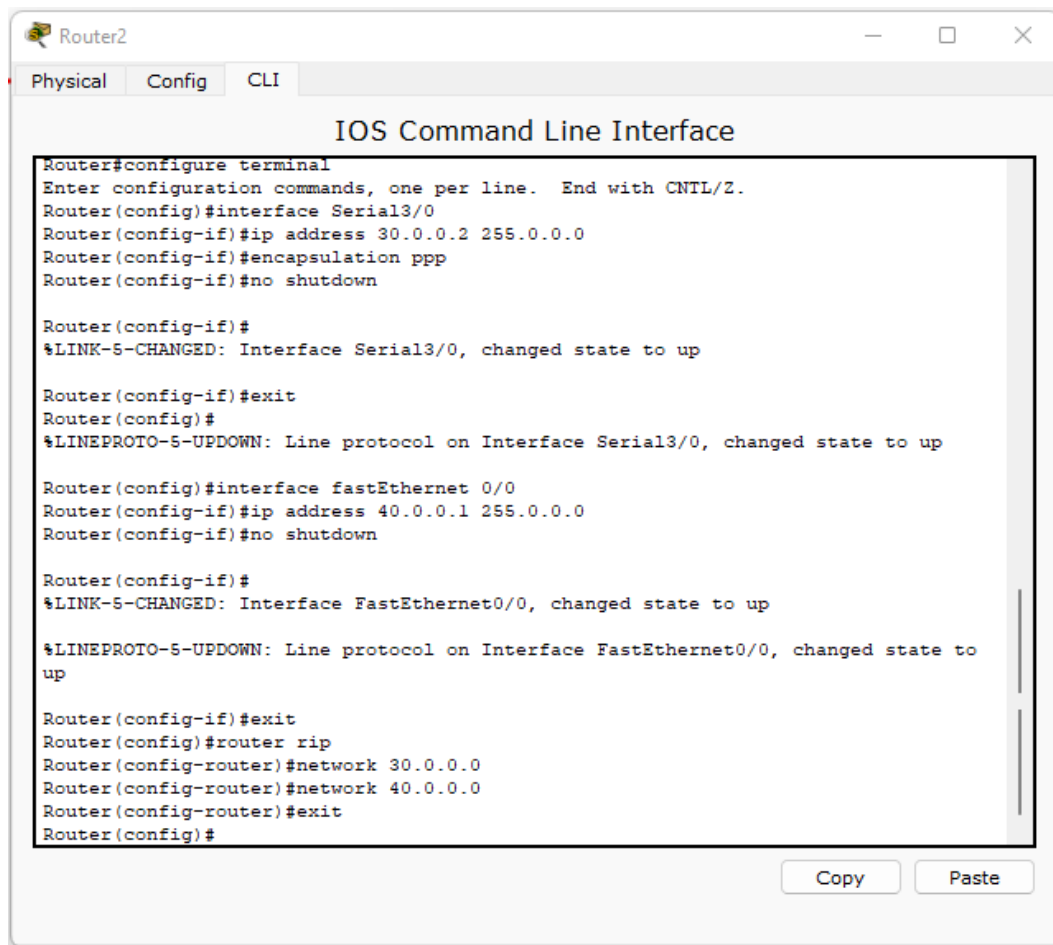 Router2
Physical Config CLI
IOS Command Line Interface
Router#configure terminal
Enter configuration commands, one per line.  End with CNTL/Z.
Router(config)#interface Serial3/0
Router(config-if)#ip address 30.0.0.2 255.0.0.0
Router(config-if)#encapsulation ppp
Router(config-if)#no shutdown
Router(config-if)#
%LINK-5-CHANGED: Interface Serial3/0, changed state to up
Router(config-if)#exit
Router(config)#
%LINEPROTO-5-UPDOWN: Line protocol on Interface Serial3/0, changed state to up
Router(config)#interface fastEthernet 0/0
Router(config-if)#ip address 40.0.0.1 255.0.0.0
Router(config-if)#no shutdown
Router(config-if)#
%LINK-5-CHANGED: Interface FastEthernet0/0, changed state to up
%LINEPROTO-5-UPDOWN: Line protocol on Interface FastEthernet0/0, changed state to
up
Router(config-if)#exit
Router(config)#router rip
Router(config-router)#network 30.0.0.0
Router(config-router)#network 40.0.0.0
Router(config-router)#exit
Router(config)#
Copy Paste